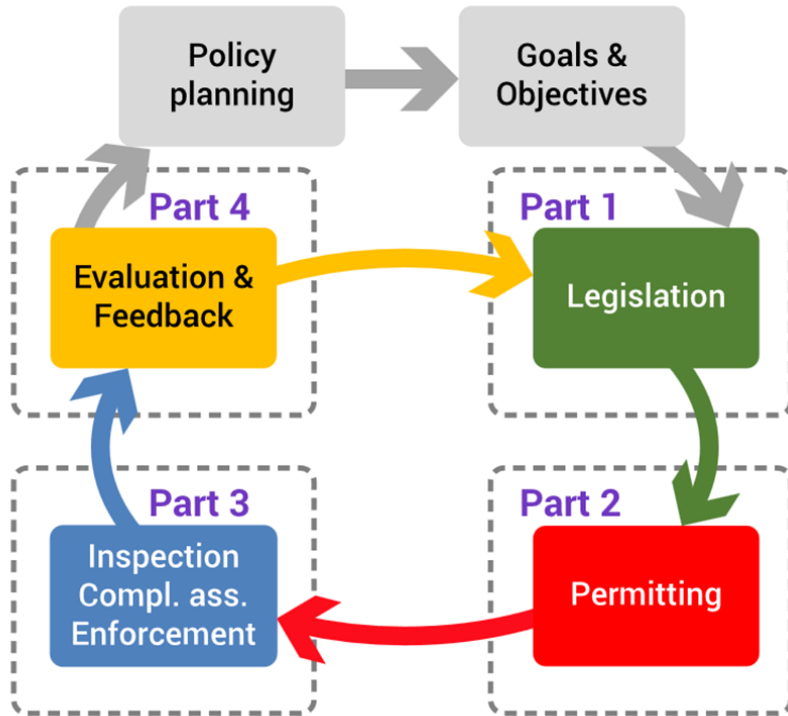 Policy
planning
Goals &
Objectives
Part 4
Evaluation &
Feedback
Part 1
Legislation
Part 3
Inspection
Compl. ass.
Enforcement
Part 2
Permitting